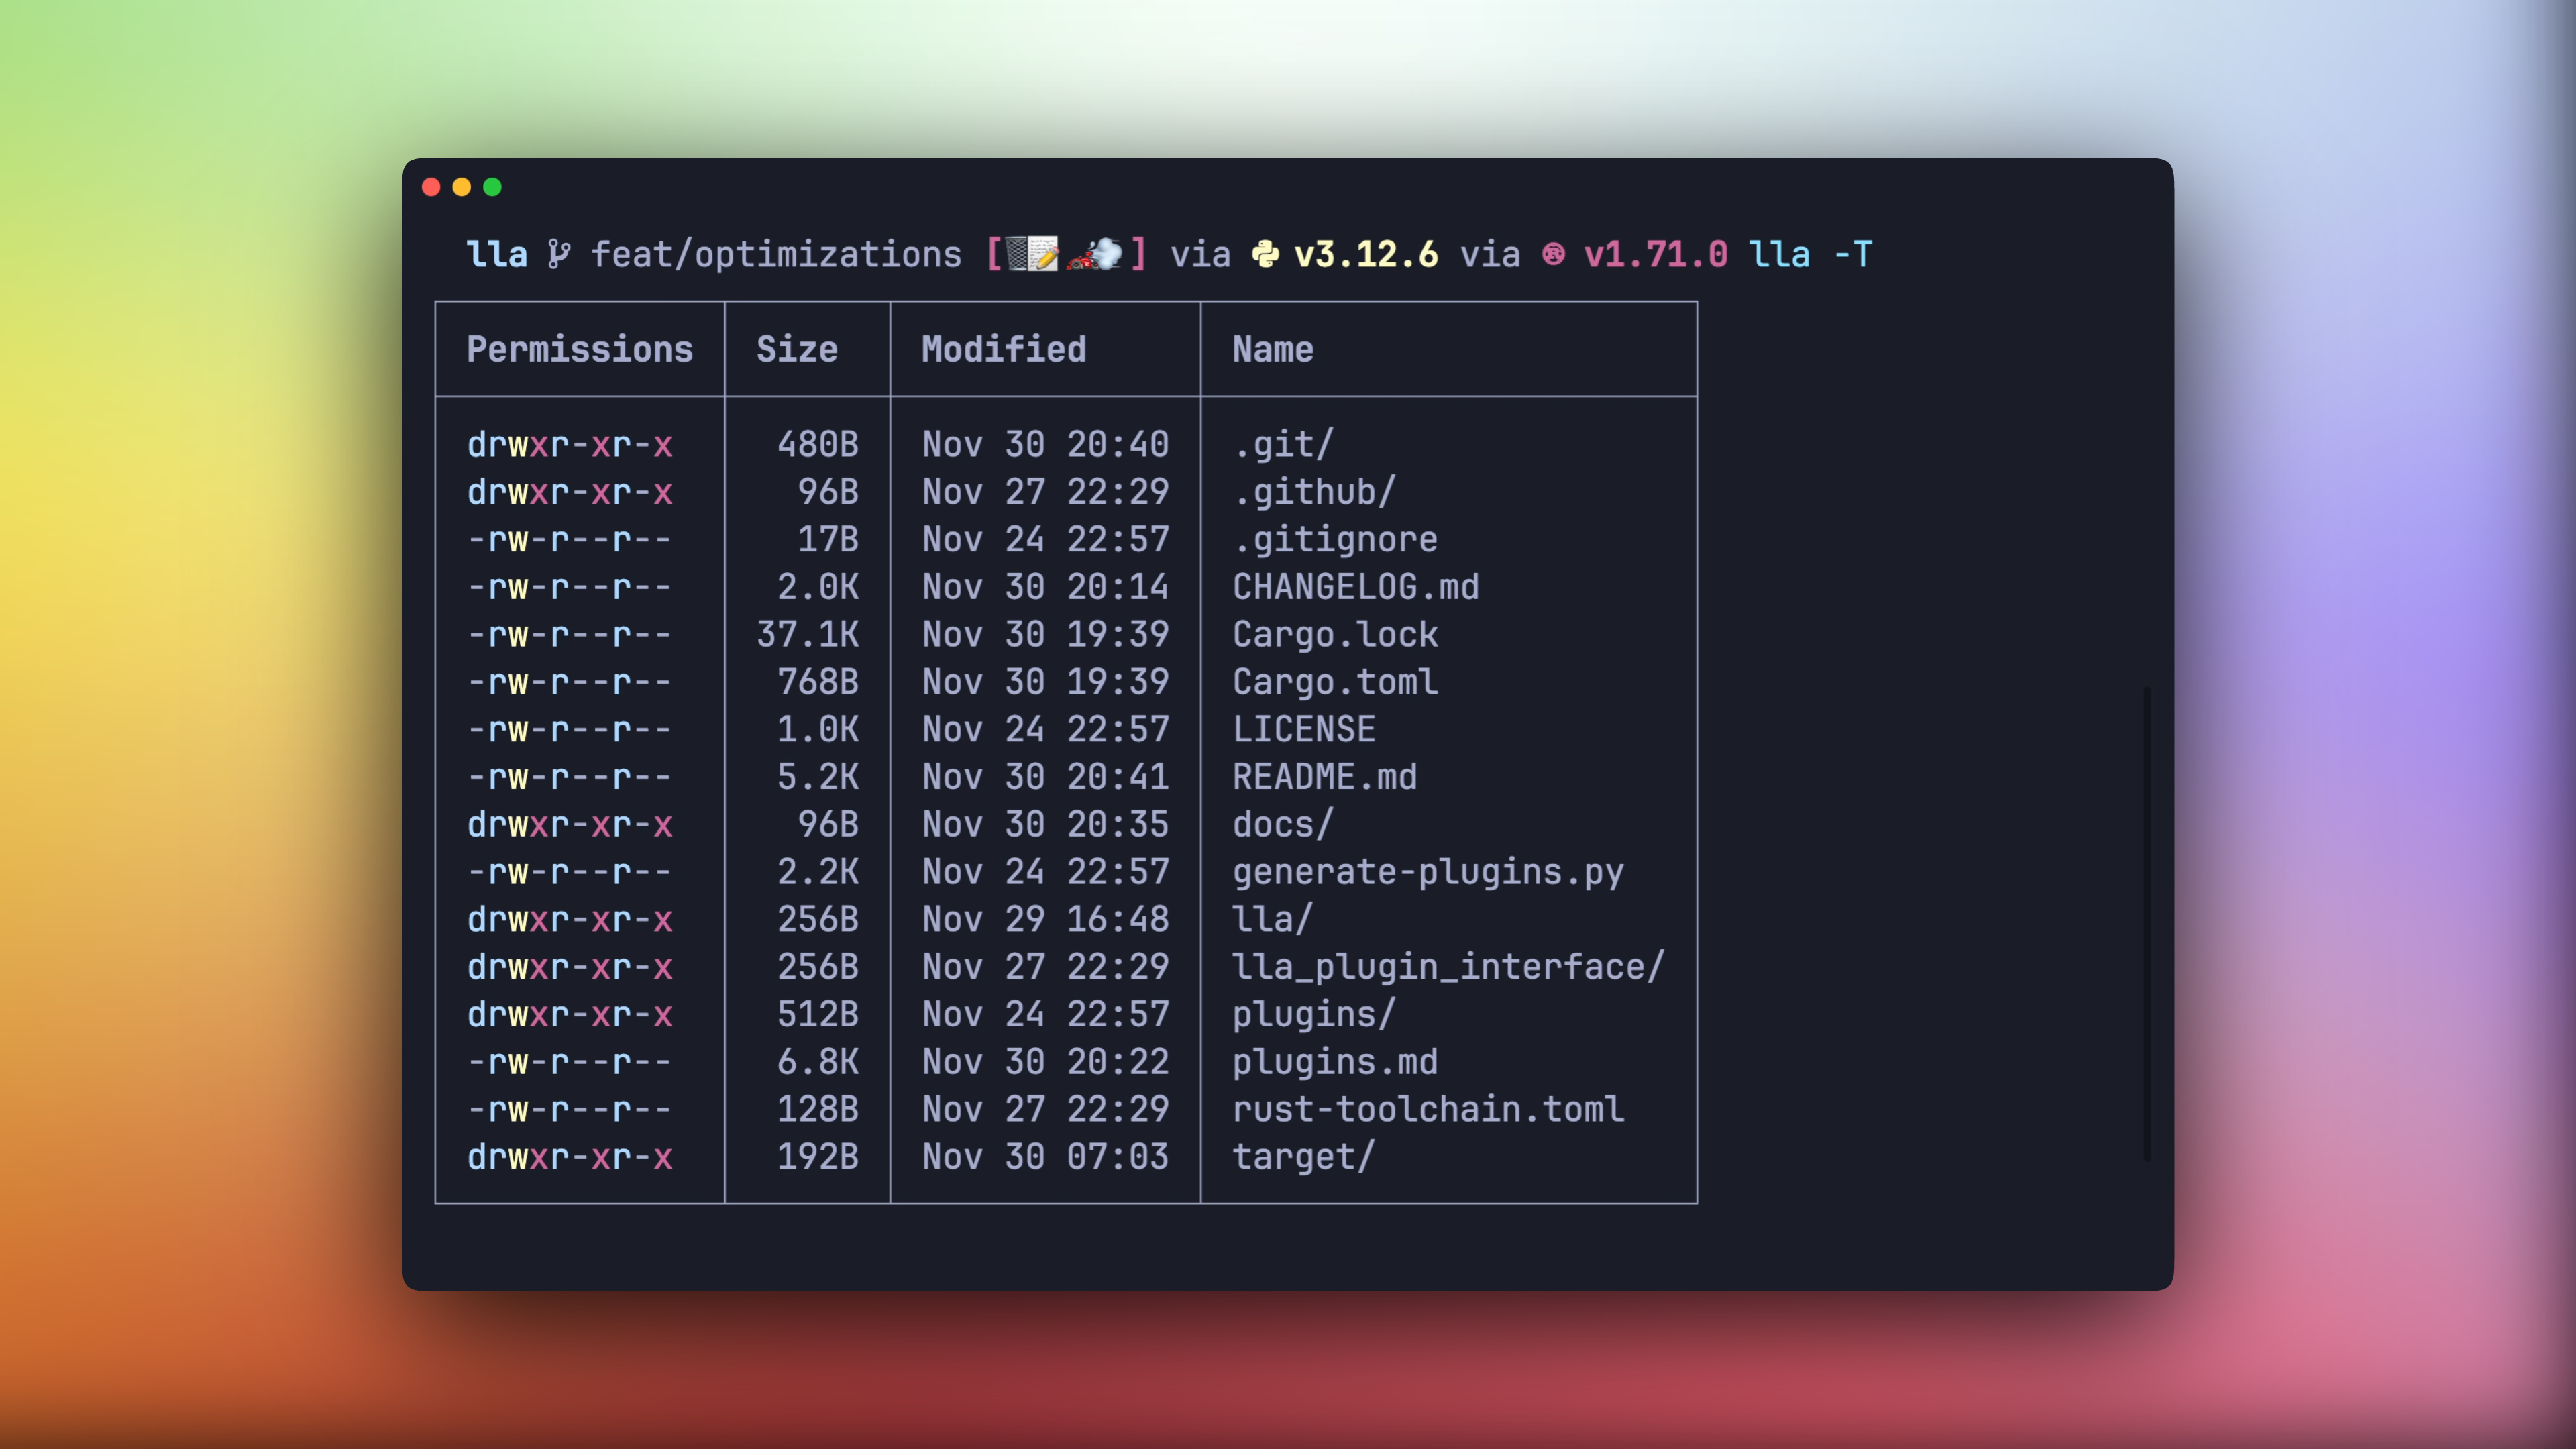 lla feat/optimizations [🗑️📝🏎️💨] via v3.12.6 via v1.71.0 lla -T
Permissions Size Modified Name
drwxr-xr-x 480B Nov 30 20:40 .git/
drwxr-xr-x 96B Nov 27 22:29 .github/
-rw-r--r-- 17B Nov 24 22:57 .gitignore
-rw-r--r-- 2.0K Nov 30 20:14 CHANGELOG.md
-rw-r--r-- 37.1K Nov 30 19:39 Cargo.lock
-rw-r--r-- 768B Nov 30 19:39 Cargo.toml
-rw-r--r-- 1.0K Nov 24 22:57 LICENSE
-rw-r--r-- 5.2K Nov 30 20:41 README.md
drwxr-xr-x 96B Nov 30 20:35 docs/
-rw-r--r-- 2.2K Nov 24 22:57 generate-plugins.py
drwxr-xr-x 256B Nov 29 16:48 lla/
drwxr-xr-x 256B Nov 27 22:29 lla_plugin_interface/
drwxr-xr-x 512B Nov 24 22:57 plugins/
-rw-r--r-- 6.8K Nov 30 20:22 plugins.md
-rw-r--r-- 128B Nov 27 22:29 rust-toolchain.toml
drwxr-xr-x 192B Nov 30 07:03 target/